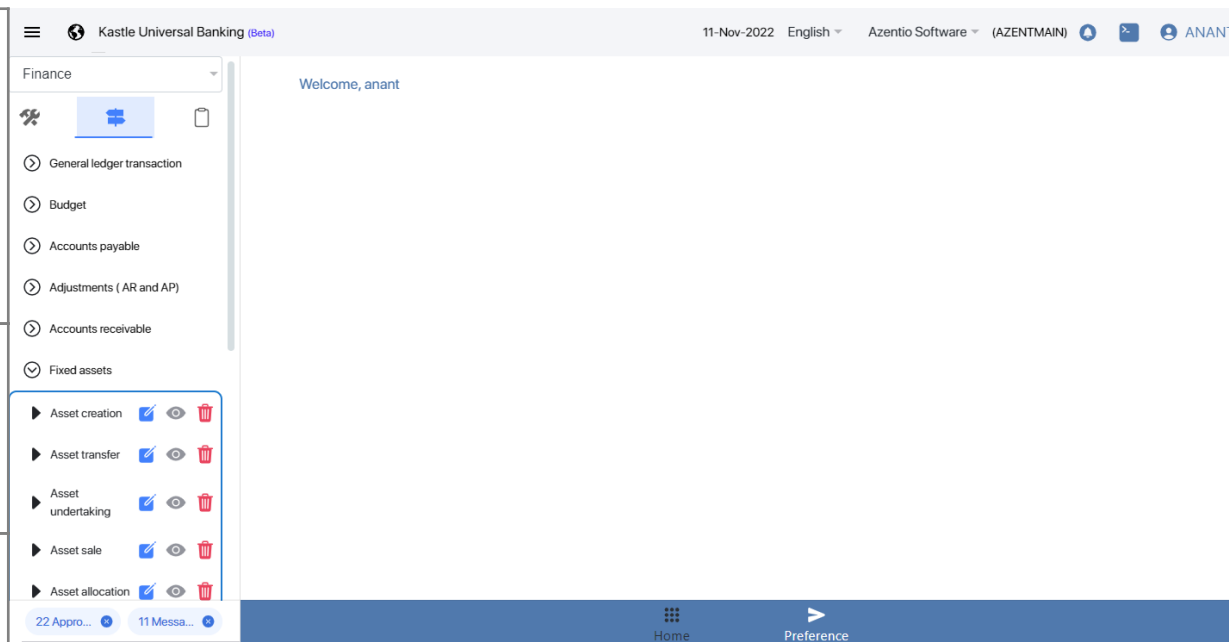 Kastle Universal Banking (Beta)
11-Nov-2022 English Azentio Software (AZENTMAIN) ANANT
Finance
Welcome, anant
General ledger transaction
Budget
Accounts payable
Adjustments ( AR and AP)
Accounts receivable
Fixed assets
Asset creation
Asset transfer
Asset
undertaking
Asset sale
Asset allocation
22 Appro... 11 Messa...
Home Preference